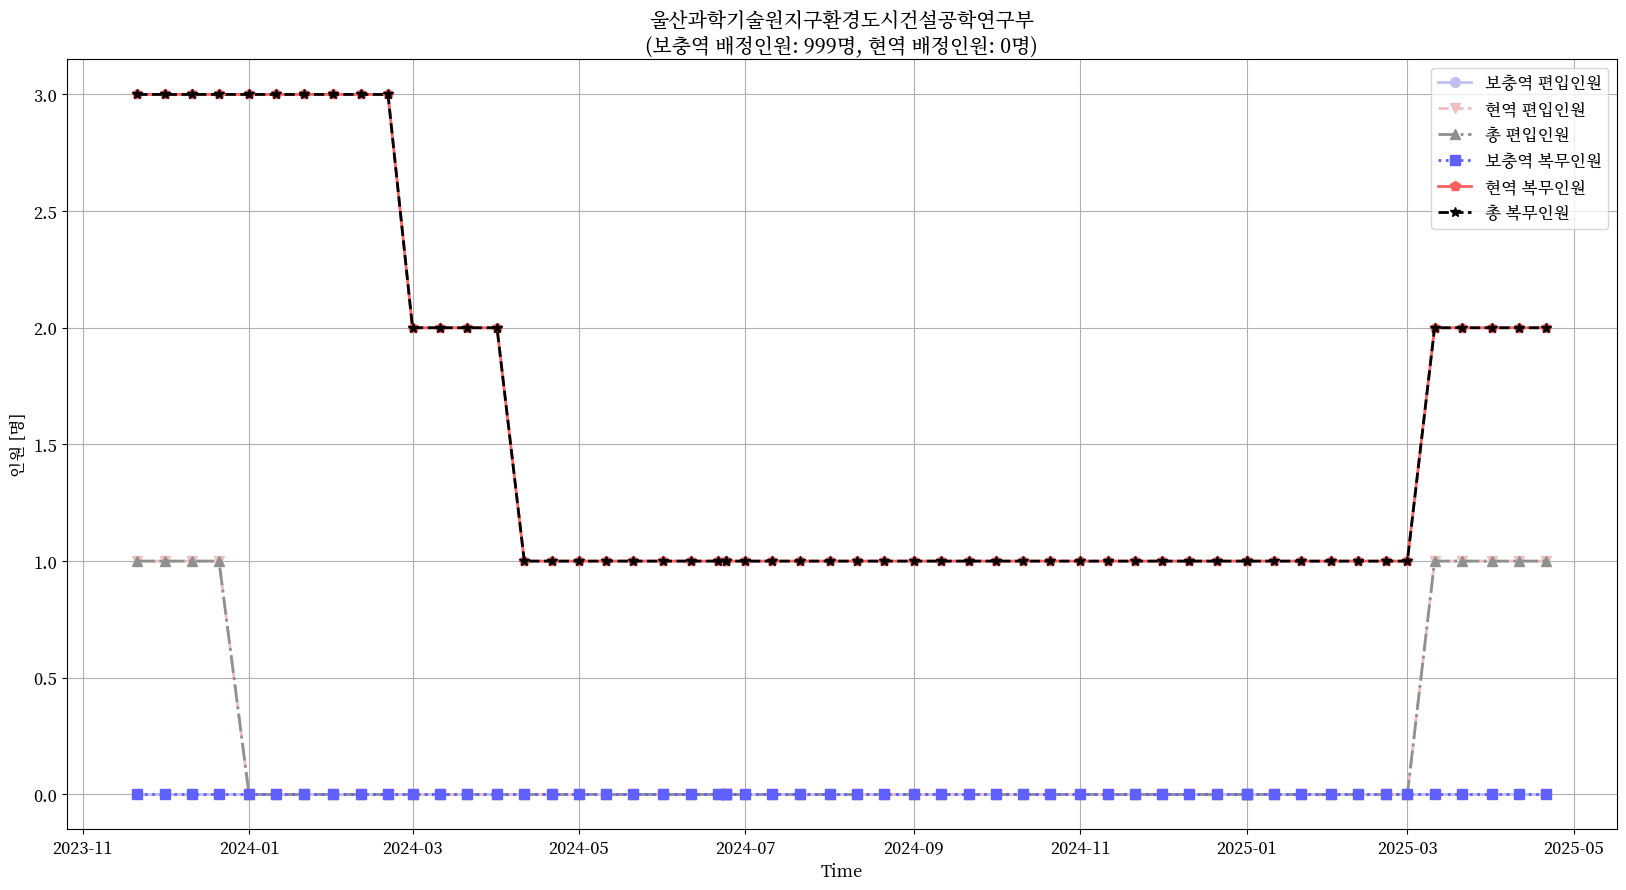 울산과학기술원지구환경도시건설공학연구부
(보충역 배정인원: 999명, 현역 배정인원: 0명)
보충역 편입인원
현역 편입인원
총 편입인원
보충역 복무인원
현역 복무인원
총 복무인원
3.0
2.5
2.0
1.5
1.0
0.5
0.0
인원 [명]
2023-11
2024-01
2024-03
2024-05
2024-07
2024-09
2024-11
2025-01
2025-03
2025-05
Time